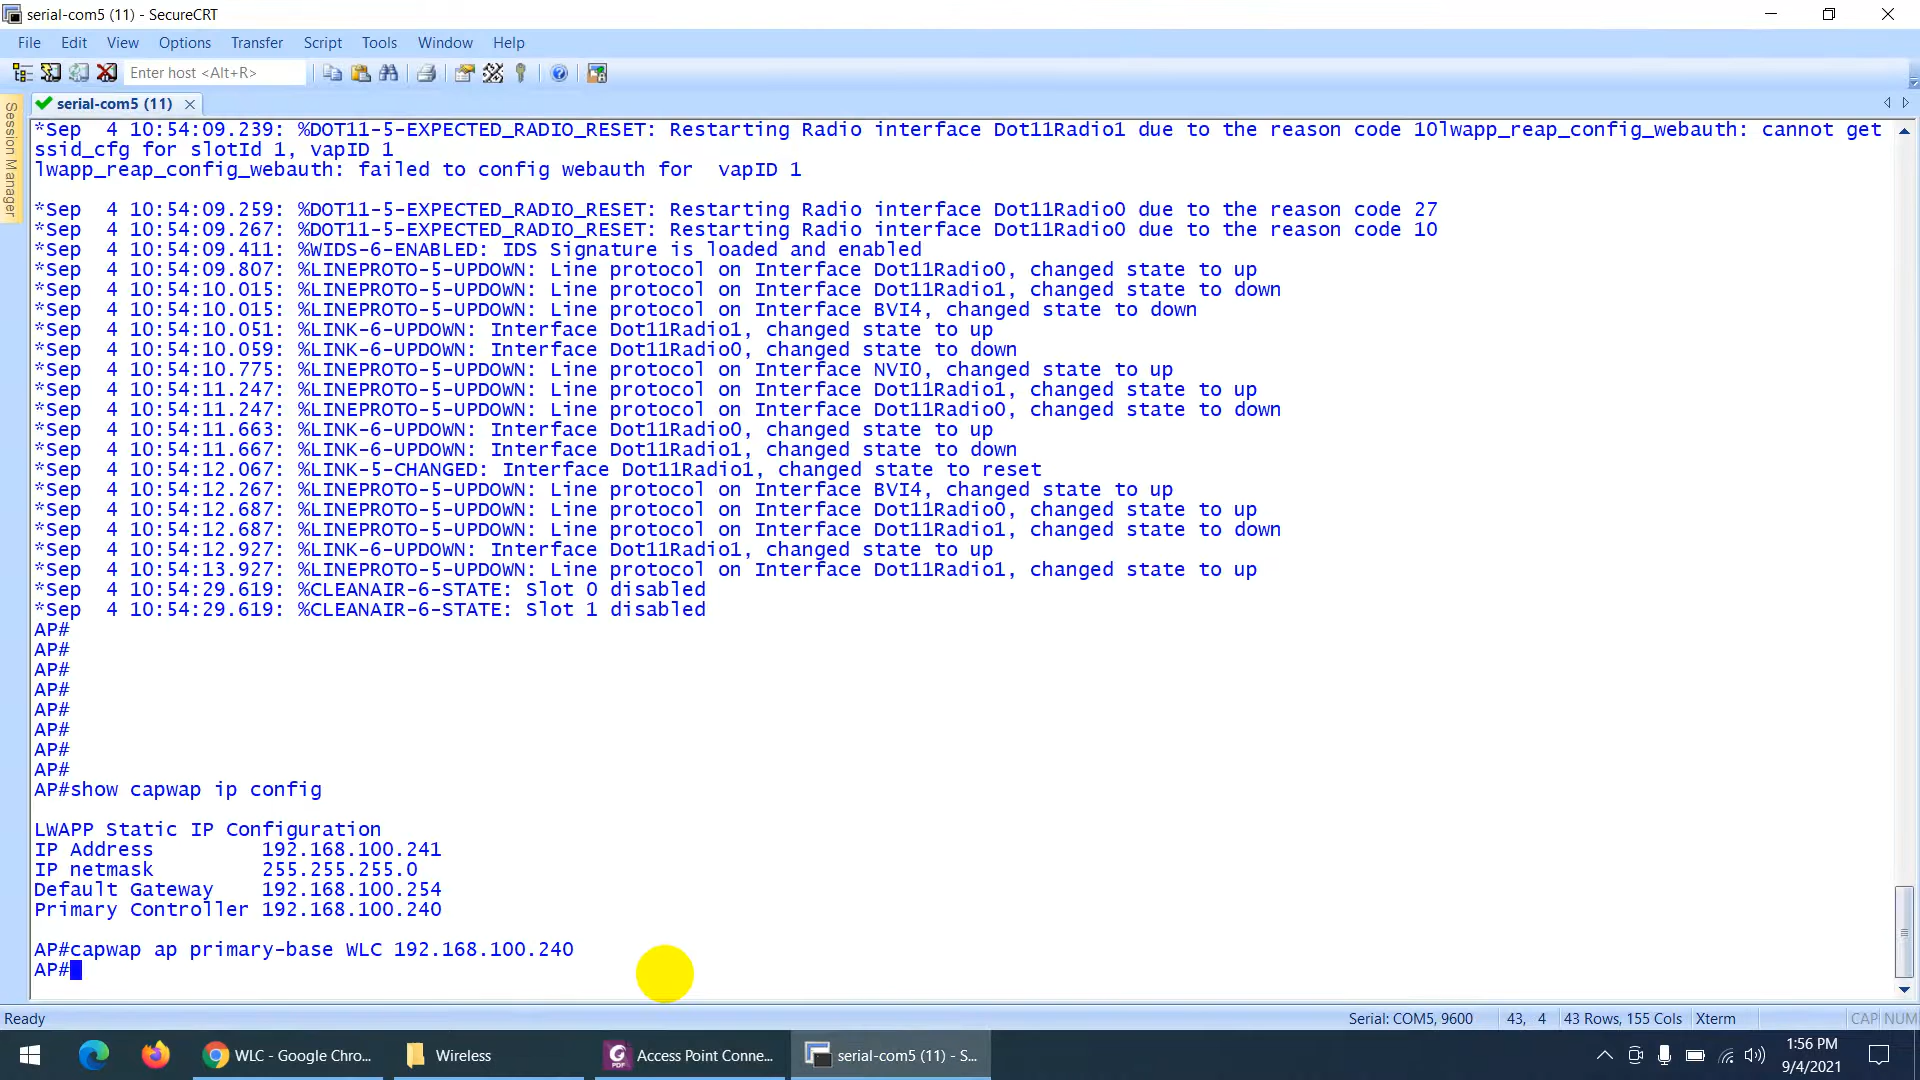 serial-com5 (11) - SecureCRT
File Edit View Options Transfer Script Tools Window Help
Enter host <Alt+R>
serial-com5 (11)
Session Manager
*Sep  4 10:54:09.239: %DOT11-5-EXPECTED_RADIO_RESET: Restarting Radio interface Dot11Radio1 due to the reason code 10lwapp_reap_config_webauth: cannot get
ssid_cfg for slotId 1, vapID 1
lwapp_reap_config_webauth: failed to config webauth for  vapID 1
*Sep  4 10:54:09.259: %DOT11-5-EXPECTED_RADIO_RESET: Restarting Radio interface Dot11Radio0 due to the reason code 27
*Sep  4 10:54:09.267: %DOT11-5-EXPECTED_RADIO_RESET: Restarting Radio interface Dot11Radio0 due to the reason code 10
*Sep  4 10:54:09.411: %WIDS-6-ENABLED: IDS Signature is loaded and enabled
*Sep  4 10:54:09.807: %LINEPROTO-5-UPDOWN: Line protocol on Interface Dot11Radio0, changed state to up
*Sep  4 10:54:10.015: %LINEPROTO-5-UPDOWN: Line protocol on Interface Dot11Radio1, changed state to down
*Sep  4 10:54:10.015: %LINEPROTO-5-UPDOWN: Line protocol on Interface BVI4, changed state to down
*Sep  4 10:54:10.051: %LINK-6-UPDOWN: Interface Dot11Radio1, changed state to up
*Sep  4 10:54:10.059: %LINK-6-UPDOWN: Interface Dot11Radio0, changed state to down
*Sep  4 10:54:10.775: %LINEPROTO-5-UPDOWN: Line protocol on Interface NVI0, changed state to up
*Sep  4 10:54:11.247: %LINEPROTO-5-UPDOWN: Line protocol on Interface Dot11Radio1, changed state to up
*Sep  4 10:54:11.247: %LINEPROTO-5-UPDOWN: Line protocol on Interface Dot11Radio0, changed state to down
*Sep  4 10:54:11.663: %LINK-6-UPDOWN: Interface Dot11Radio0, changed state to up
*Sep  4 10:54:11.667: %LINK-6-UPDOWN: Interface Dot11Radio1, changed state to down
*Sep  4 10:54:12.067: %LINK-5-CHANGED: Interface Dot11Radio1, changed state to reset
*Sep  4 10:54:12.267: %LINEPROTO-5-UPDOWN: Line protocol on Interface BVI4, changed state to up
*Sep  4 10:54:12.687: %LINEPROTO-5-UPDOWN: Line protocol on Interface Dot11Radio0, changed state to up
*Sep  4 10:54:12.687: %LINEPROTO-5-UPDOWN: Line protocol on Interface Dot11Radio1, changed state to down
*Sep  4 10:54:12.927: %LINK-6-UPDOWN: Interface Dot11Radio1, changed state to up
*Sep  4 10:54:13.927: %LINEPROTO-5-UPDOWN: Line protocol on Interface Dot11Radio1, changed state to up
*Sep  4 10:54:29.619: %CLEANAIR-6-STATE: Slot 0 disabled
*Sep  4 10:54:29.619: %CLEANAIR-6-STATE: Slot 1 disabled
AP#
AP#
AP#
AP#
AP#
AP#
AP#
AP#
AP#show capwap ip config
LWAPP Static IP Configuration
IP Address         192.168.100.241
IP netmask         255.255.255.0
Default Gateway    192.168.100.254
Primary Controller 192.168.100.240
AP#capwap ap primary-base WLC 192.168.100.240
AP#
Ready Serial: COM5, 9600 43, 4 43 Rows, 155 Cols Xterm CAP NUM
WLC - Google Chro... Wireless Access Point Conne... serial-com5 (11) - S... 1:56 PM
9/4/2021